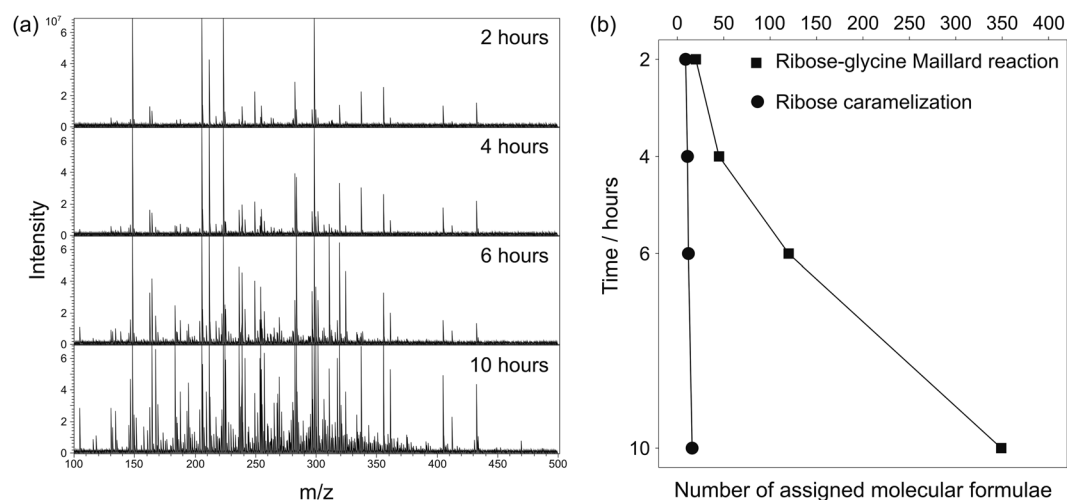 (a)
10⁷
Intensity
6
4
2
0
2 hours
6
4
2
0
4 hours
6
4
2
0
6 hours
6
4
2
0
10 hours
100 150 200 250 300 350 400 450 500
m/z
(b)
0 50 100 150 200 250 300 350 400
Ribose-glycine Maillard reaction
Ribose caramelization
Time / hours
2
4
6
10
Number of assigned molecular formulae